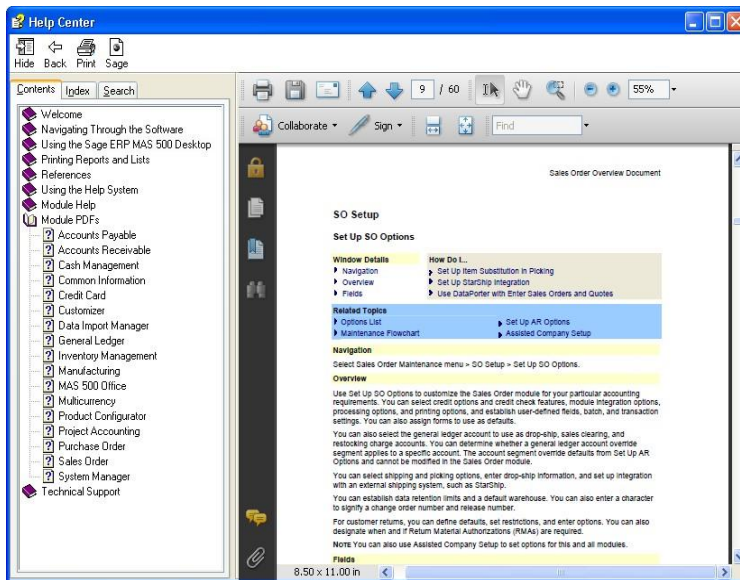 Help Center
Hide Back Print Sage
Contents Index Search
Welcome
Navigating Through the Software
Using the Sage ERP MAS 500 Desktop
Printing Reports and Lists
References
Using the Help System
Module Help
Module PDFs
Accounts Payable
Accounts Receivable
Cash Management
Common Information
Credit Card
Customizer
Data Import Manager
General Ledger
Inventory Management
Manufacturing
MAS 500 Office
Multicurrency
Product Configurator
Project Accounting
Purchase Order
Sales Order
System Manager
Technical Support
9 / 60 55%
Collaborate Sign Find
Sales Order Overview Document
SO Setup
Set Up SO Options
Window Details How Do I...
Navigation Set Up Item Substitution in Picking
Overview Set Up StarShip Integration
Fields Use DataPorter with Enter Sales Orders and Quotes
Related Topics
Options List Set Up AR Options
Maintenance Flowchart Assisted Company Setup
Navigation
Select Sales Order Maintenance menu > SO Setup > Set Up SO Options.
Overview
Use Set Up SO Options to customize the Sales Order module for your particular accounting
requirements. You can select credit options and credit check features, module integration options,
processing options, and printing options, and establish user-defined fields, batch, and transaction
settings. You can also assign forms to use as defaults.
You can also select the general ledger account to use as drop-ship, sales clearing, and
restocking charge accounts. You can determine whether a general ledger account override
segment applies to a specific account. The account segment override defaults from Set Up AR
Options and cannot be modified in the Sales Order module.
You can select shipping and picking options, enter drop-ship information, and set up integration
with an external shipping system, such as StarShip.
You can establish data retention limits and a default warehouse. You can also enter a character
to signify a change order number and release number.
For customer returns, you can define defaults, set restrictions, and enter options. You can also
designate when and if Return Material Authorizations (RMAs) are required.
NOTE You can also use Assisted Company Setup to set options for this and all modules.
Fields
8.50 x 11.00 in